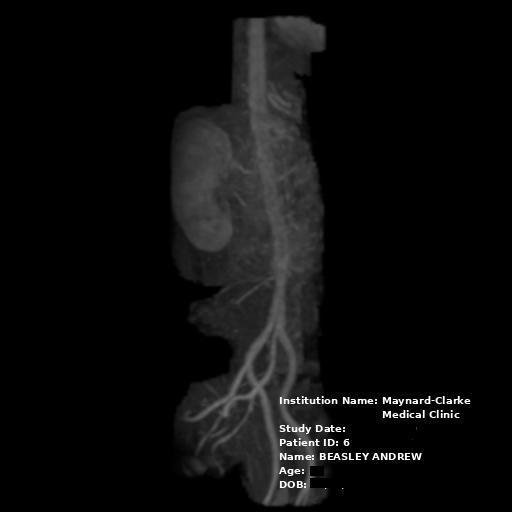 Institution Name: Maynard-Clarke
Medical Clinic
Study Date:
Patient ID: 6
Name: BEASLEY ANDREW
Age:
DOB: